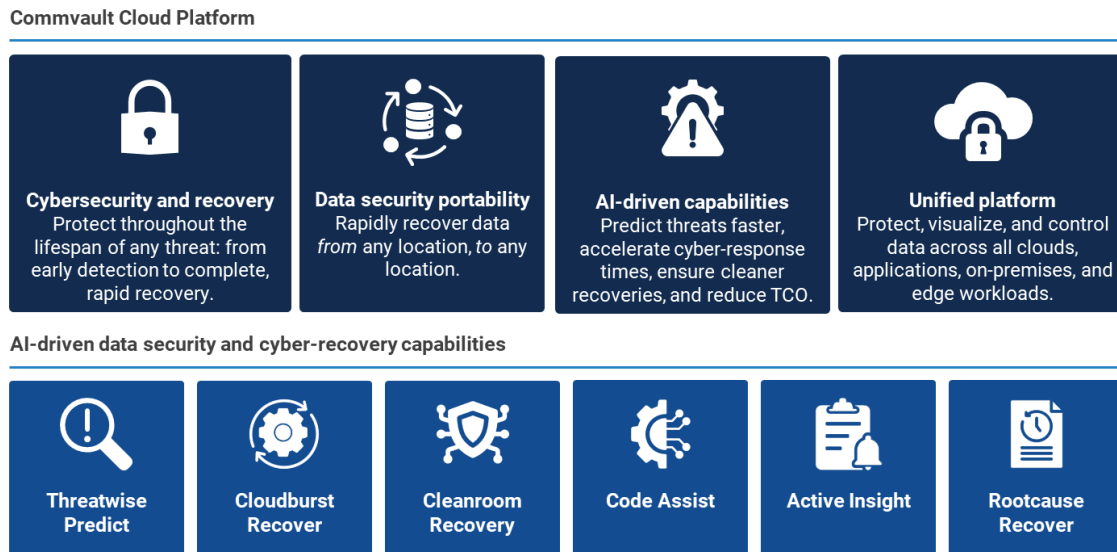 Commvault Cloud Platform
Cybersecurity and recovery
Protect throughout the
lifespan of any threat: from
early detection to complete,
rapid recovery.
Data security portability
Rapidly recover data
from any location, to any
location.
AI-driven capabilities
Predict threats faster,
accelerate cyber-response
times, ensure cleaner
recoveries, and reduce TCO.
Unified platform
Protect, visualize, and control
data across all clouds,
applications, on-premises, and
edge workloads.
AI-driven data security and cyber-recovery capabilities
Threatwise
Predict
Cloudburst
Recover
Cleanroom
Recovery
Code Assist
Active Insight
Rootcause
Recover